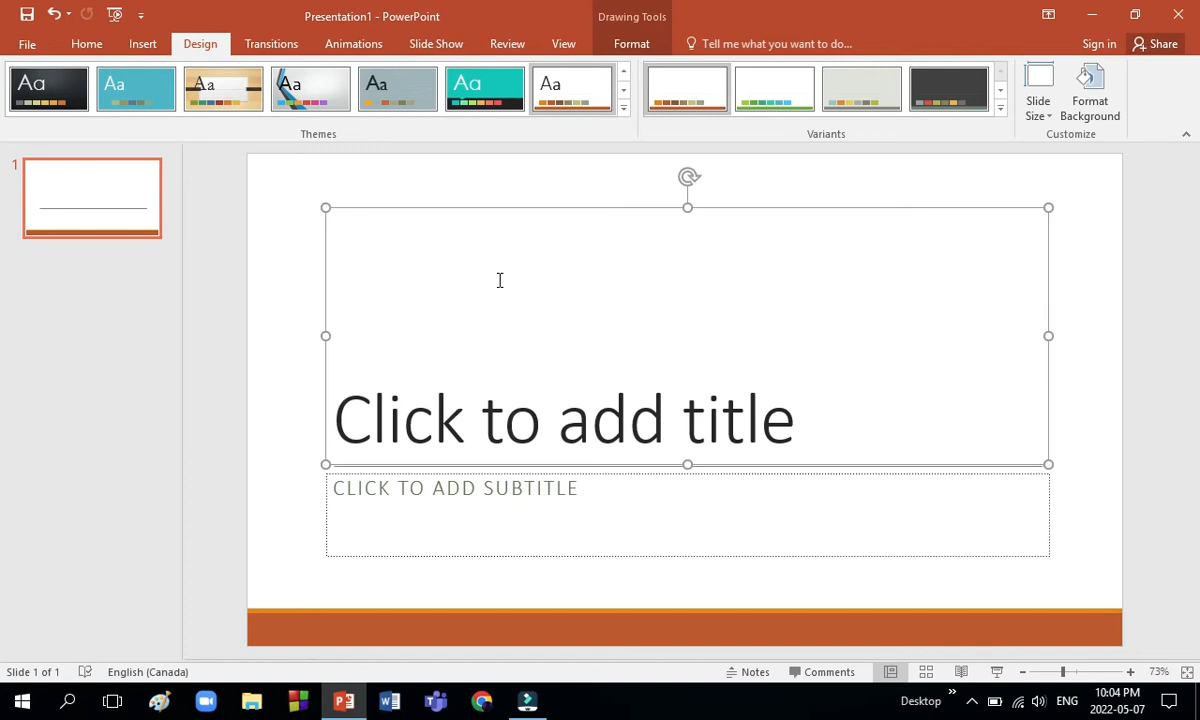 Presentation1 - PowerPoint
Drawing Tools
File
Home
Insert
Design
Transitions
Animations
Slide Show
Review
View
Format
Tell me what you want to do...
Sign in
Share
Aa
Aa
Aa
Aa
Aa
Aa
Aa
Slide Size
Format Background
Themes
Variants
Customize
1
Click to add title
CLICK TO ADD SUBTITLE
Slide 1 of 1
English (Canada)
Notes
Comments
73%
Desktop
ENG
10:04 PM
2022-05-07